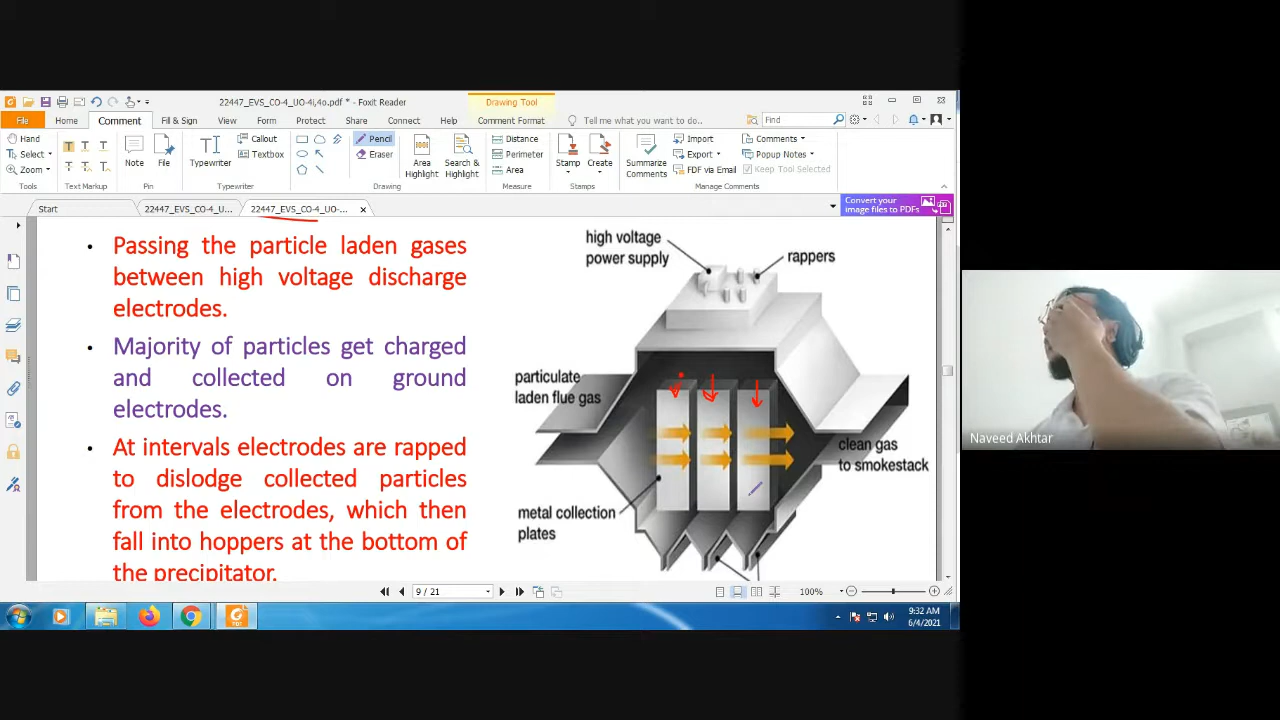 22447_EVS_CO-4_UO-4i,4o.pdf * - Foxit Reader
Drawing Tool
File
Home
Comment
Fill & Sign
View
Form
Protect
Share
Connect
Help
Comment Format
Tell me what you want to do..
Find
Hand
Select
Zoom
Tools
Text Markup
Note
File
Pin
Typewriter
Callout
Textbox
Typewriter
Pencil
Eraser
Drawing
Area
Highlight
Search &
Highlight
Distance
Perimeter
Area
Measure
Stamp
Create
Stamps
Summarize
Comments
Import
Export
FDF via Email
Comments
Popup Notes
Keep Tool Selected
Manage Comments
Start
22447_EVS_CO-4_U...
22447_EVS_CO-4_UO-...
Convert your
image files to PDFs
• Passing the particle laden gases
between high voltage discharge
electrodes.
• Majority of particles get charged
and collected on ground
electrodes.
• At intervals electrodes are rapped
to dislodge collected particles
from the electrodes, which then
fall into hoppers at the bottom of
the precipitator.
high voltage
power supply
rappers
particulate
laden flue gas
clean gas
to smokestack
metal collection
plates
9 / 21
100%
9:32 AM
6/4/2021
Naveed Akhtar